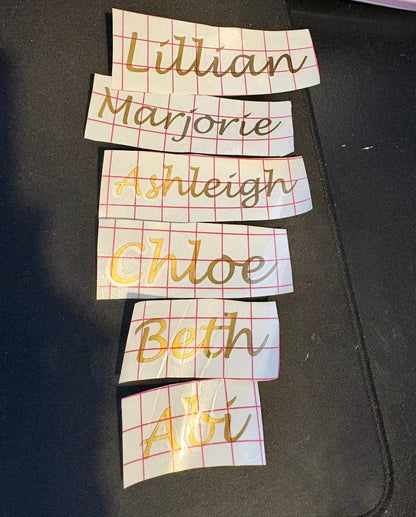 Lillian
Marjorie
Ashleigh
Chloe
Beth
Abi